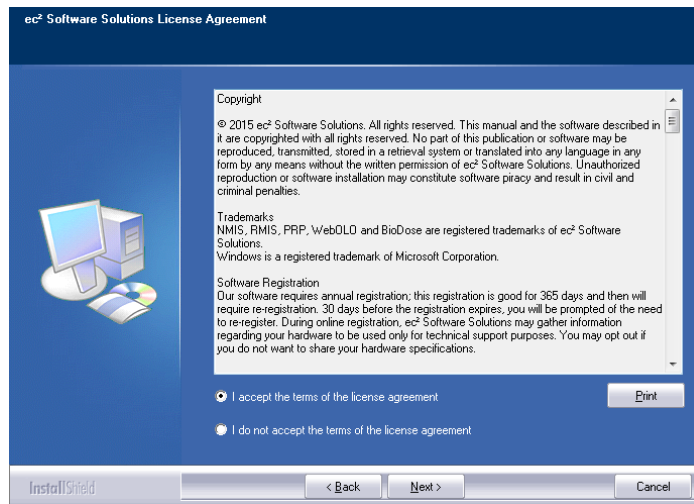 ec² Software Solutions License Agreement
Copyright
© 2015 ec² Software Solutions. All rights reserved. This manual and the software described in
it are copyrighted with all rights reserved. No part of this publication or software may be
reproduced, transmitted, stored in a retrieval system or translated into any language in any
form by any means without the written permission of ec² Software Solutions. Unauthorized
reproduction or software installation may constitute software piracy and result in civil and
criminal penalties.
Trademarks
NMIS, RMIS, PRP, WebOLO and BioDose are registered trademarks of ec² Software
Solutions.
Windows is a registered trademark of Microsoft Corporation.
Software Registration
Our software requires annual registration; this registration is good for 365 days and then will
require re-registration. 30 days before the registration expires, you will be prompted of the need
to re-register. During online registration, ec² Software Solutions may gather information
regarding your hardware to be used only for technical support purposes. You may opt out if
you do not want to share your hardware specifications.
I accept the terms of the license agreement
Print
I do not accept the terms of the license agreement
InstallShield
< Back
Next >
Cancel